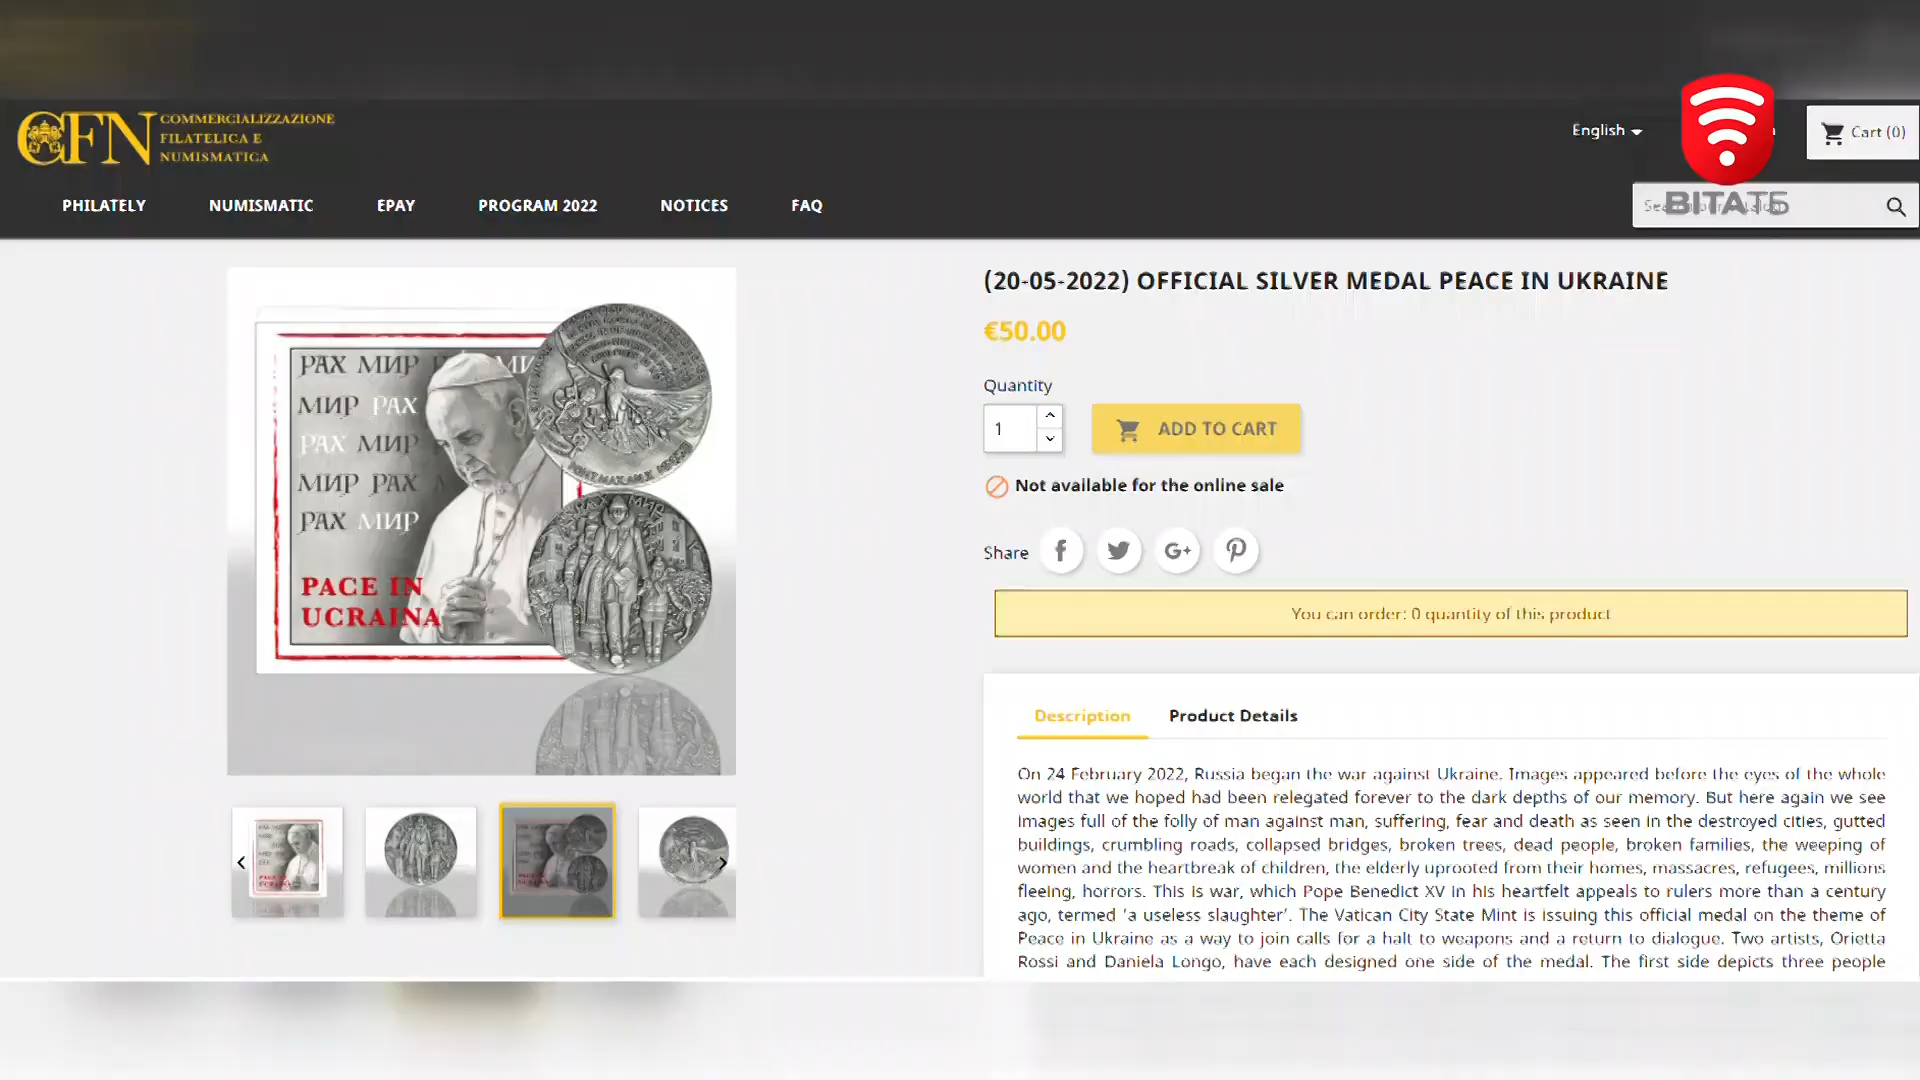 CFN COMMERCIALIZZAZIONE
FILATELICA E
NUMISMATICA
English
Cart (0)
BITAT5
PHILATELY NUMISMATIC EPAY PROGRAM 2022 NOTICES FAQ
PAX МИР
МИР PAX
PAX МИР
МИР PAX
PAX МИР
PACE IN
UCRAINA
PAX МИР
(20-05-2022) OFFICIAL SILVER MEDAL PEACE IN UKRAINE
€50.00
Quantity
1
ADD TO CART
Not available for the online sale
Share
You can order: 0 quantity of this product
Description Product Details
On 24 February 2022, Russia began the war against Ukraine. Images appeared before the eyes of the whole
world that we hoped had been relegated forever to the dark depths of our memory. But here again we see
images full of the folly of man against man, suffering, fear and death as seen in the destroyed cities, gutted
buildings, crumbling roads, collapsed bridges, broken trees, dead people, broken families, the weeping of
women and the heartbreak of children, the elderly uprooted from their homes, massacres, refugees, millions
fleeing, horrors. This is war, which Pope Benedict XV in his heartfelt appeals to rulers more than a century
ago, termed ‘a useless slaughter’. The Vatican City State Mint is issuing this official medal on the theme of
Peace in Ukraine as a way to join calls for a halt to weapons and a return to dialogue. Two artists, Orietta
Rossi and Daniela Longo, have each designed one side of the medal. The first side depicts three people